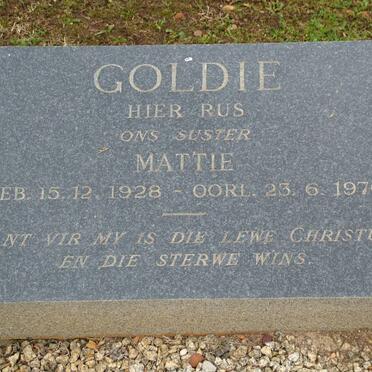 GOLDIE
HIER RUS
ONS SUSTER
MATTIE
EB. 15.12.1928 - OORL. 23.6.197
NT VIR MY IS DIE LEWE CHRISTU
EN DIE STERWE WINS.